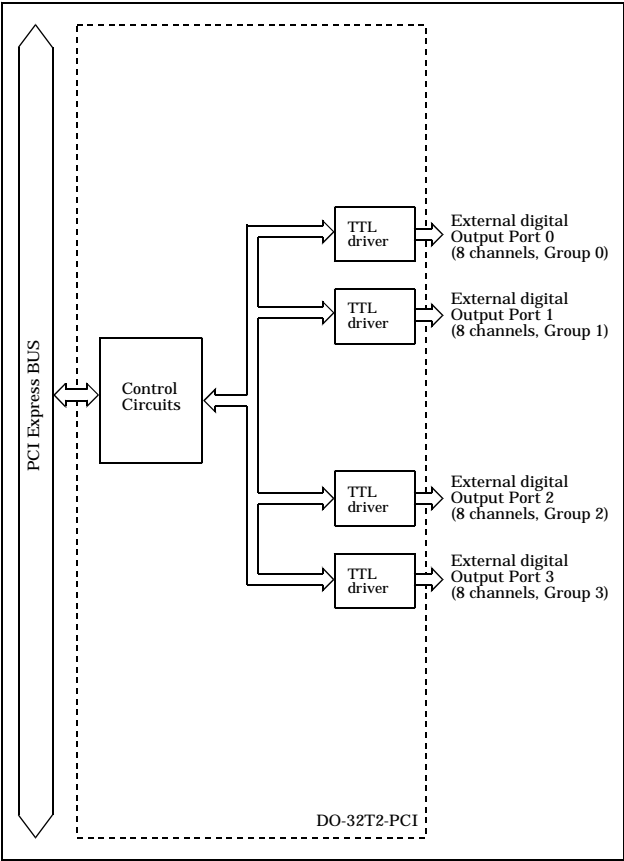 TTL
driver
External digital
Output Port 0
(8 channels, Group 0)
TTL
driver
External digital
Output Port 1
(8 channels, Group 1)
PCI Express BUS
Control
Circuits
TTL
driver
External digital
Output Port 2
(8 channels, Group 2)
TTL
driver
External digital
Output Port 3
(8 channels, Group 3)
DO-32T2-PCI